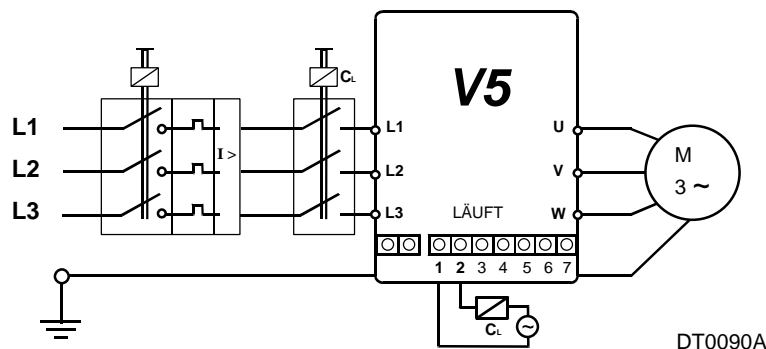 CL
V5
L1
L2
L3
I >
L1
L2
L3
U
V
W
M
3 ~
LÄUFT
1 2 3 4 5 6 7
CL
~
DT0090A